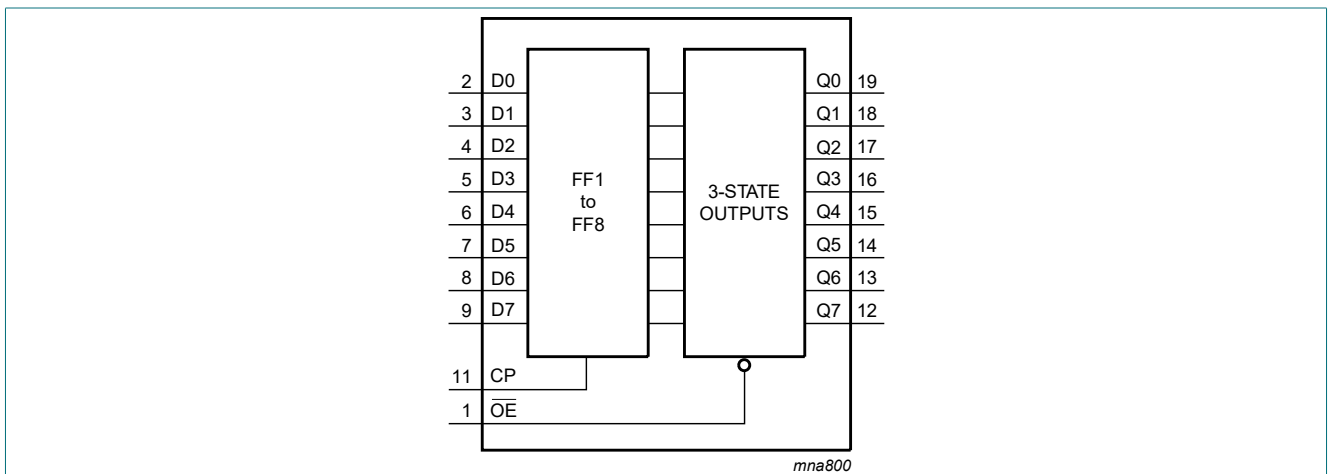 2 D0 Q0 19
3 D1 Q1 18
4 D2 Q2 17
5 D3 Q3 16
6 D4 Q4 15
7 D5 Q5 14
8 D6 Q6 13
9 D7 Q7 12
FF1
to
FF8
3-STATE
OUTPUTS
11 CP
1 O̅E̅
mna800